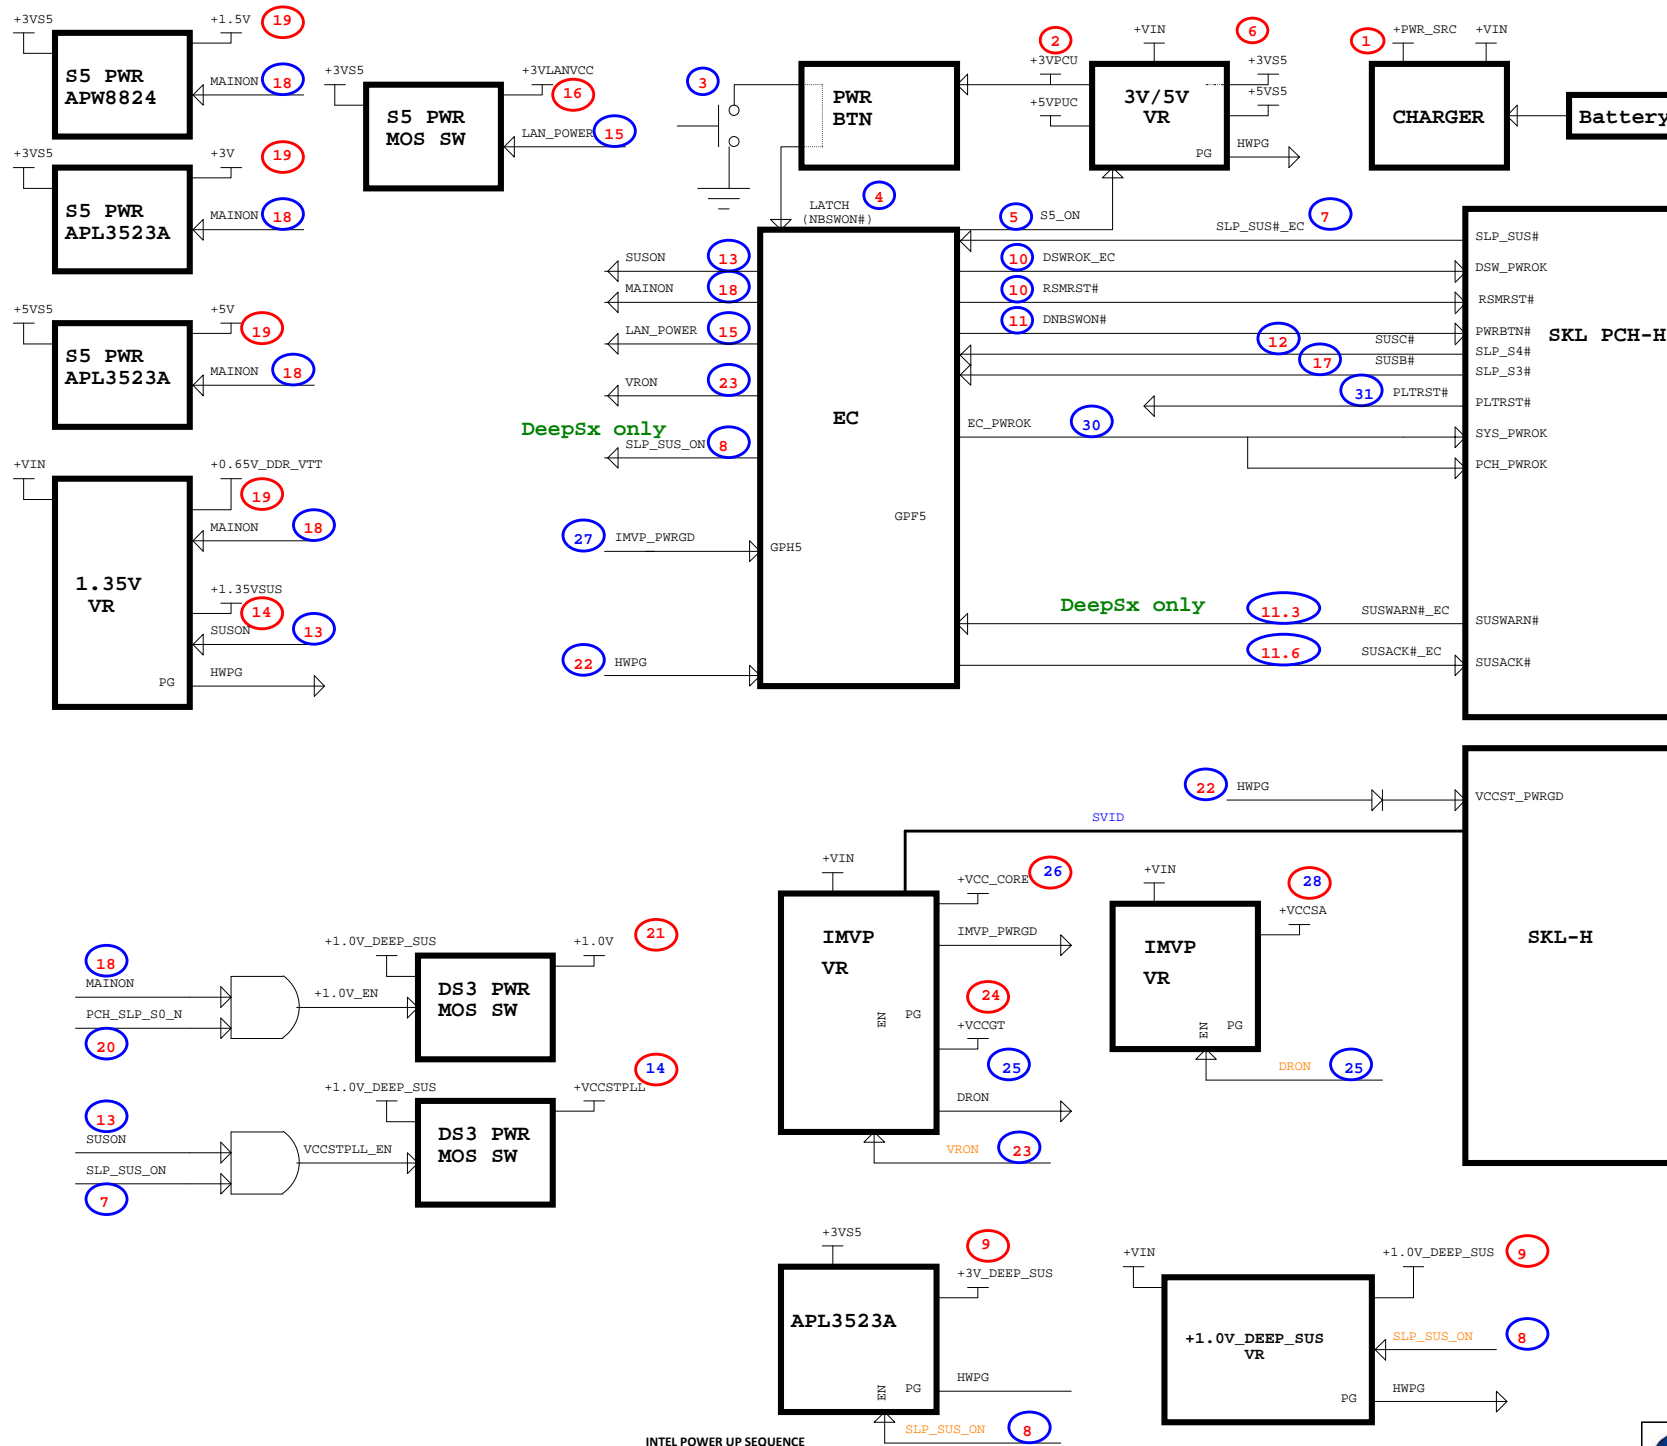 +3VS5
+1.5V
19
S5 PWR
APW8824
MAINON
18
+3VS5
+3V
19
S5 PWR
APL3523A
MAINON
18
+5VS5
+5V
19
S5 PWR
APL3523A
MAINON
18
+VIN
+0.65V_DDR_VTT
19
MAINON
18
1.35V
VR
+1.35VSUS
14
SUSON
13
PG
HWPG
+3VS5
+3VLANVCC
16
S5 PWR
MOS SW
LAN_POWER
15
3
PWR
BTN
2
+3VPCU
+5VPUC
+VIN
6
+3VS5
+5VS5
3V/5V
VR
PG
HWPG
1
+PWR_SRC
+VIN
CHARGER
Battery
LATCH
(NBSWON#)
4
5
S5_ON
SLP_SUS#_EC
7
SLP_SUS#
SUSON
13
10
DSWROK_EC
DSW_PWROK
MAINON
18
10
RSMRST#
RSMRST#
LAN_POWER
15
11
DNBSWON#
PWRBTN#
12
SUSC#
SLP_S4#
17
SUSB#
SLP_S3#
SKL PCH-H
VRON
23
31
PLTRST#
PLTRST#
EC
DeepSx only
SLP_SUS_ON
8
EC_PWROK
30
SYS_PWROK
PCH_PWROK
GPF5
27
IMVP_PWRGD
GPH5
DeepSx only
11.3
SUSWARN#_EC
SUSWARN#
22
HWPG
11.6
SUSACK#_EC
SUSACK#
22
HWPG
VCCST_PWRGD
SVID
SKL-H
+VIN
+VCC_CORE
26
IMVP
VR
IMVP_PWRGD
24
EN
PG
+VCCGT
25
DRON
VRON
23
+VIN
28
+VCCSA
IMVP
VR
EN
PG
DRON
25
18
MAINON
PCH_SLP_S0_N
20
+1.0V_EN
+1.0V_DEEP_SUS
+1.0V
21
DS3 PWR
MOS SW
13
SUSON
SLP_SUS_ON
7
VCCSTPLL_EN
+1.0V_DEEP_SUS
+VCCSTPLL
14
DS3 PWR
MOS SW
+3VS5
9
+3V_DEEP_SUS
APL3523A
EN
PG
HWPG
SLP_SUS_ON
8
+VIN
+1.0V_DEEP_SUS
9
+1.0V_DEEP_SUS
VR
SLP_SUS_ON
8
PG
HWPG
INTEL POWER UP SEQUENCE